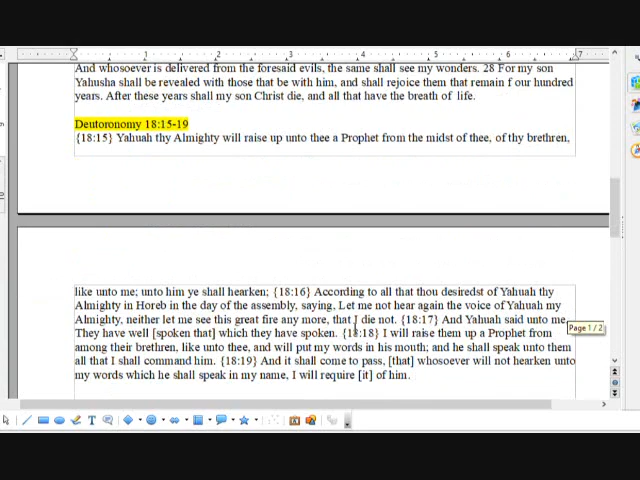 1 2 3 4 5 6 7
And whosoever is delivered from the foresaid evils, the same shall see my wonders. 28 For my son
Yahusha shall be revealed with those that be with him, and shall rejoice them that remain f our hundred
years. After these years shall my son Christ die, and all that have the breath of life.
Deutoronomy 18:15-19
{18:15} Yahuah thy Almighty will raise up unto thee a Prophet from the midst of thee, of thy brethren,
like unto me; unto him ye shall hearken; {18:16} According to all that thou desiredst of Yahuah thy
Almighty in Horeb in the day of the assembly, saying, Let me not hear again the voice of Yahuah my
Almighty, neither let me see this great fire any more, that I die not. {18:17} And Yahuah said unto me,
They have well [spoken that] which they have spoken. {18:18} I will raise them up a Prophet from
among their brethren, like unto thee, and will put my words in his mouth; and he shall speak unto them
all that I shall command him. {18:19} And it shall come to pass, [that] whosoever will not hearken unto
my words which he shall speak in my name, I will require [it] of him.
Page 1 / 2
T